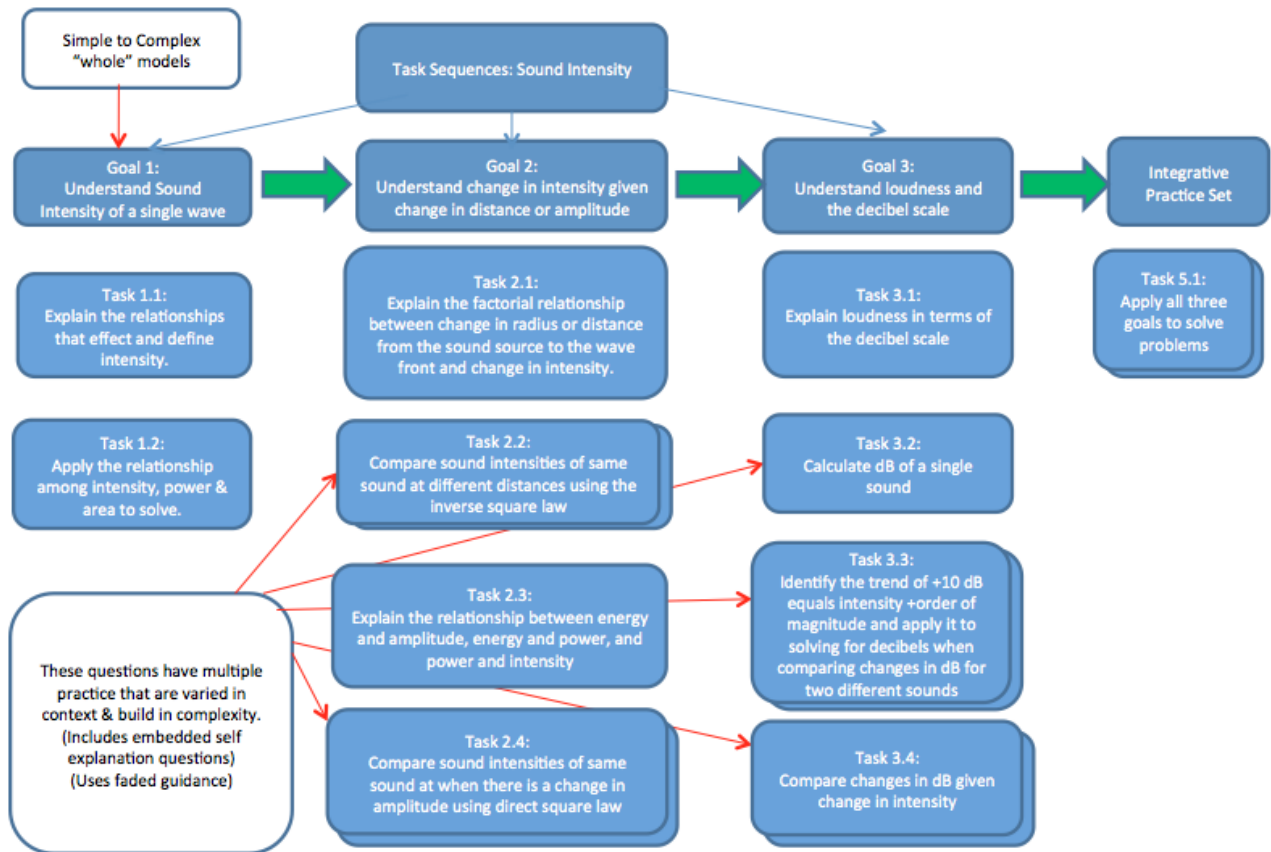 Simple to Complex
“whole” models
Task Sequences: Sound Intensity
Goal 1:
Understand Sound
Intensity of a single wave
Goal 2:
Understand change in intensity given
change in distance or amplitude
Goal 3:
Understand loudness and
the decibel scale
Integrative
Practice Set
Task 1.1:
Explain the relationships
that effect and define
intensity.
Task 2.1:
Explain the factorial relationship
between change in radius or distance
from the sound source to the wave
front and change in intensity.
Task 3.1:
Explain loudness in terms of
the decibel scale
Task 5.1:
Apply all three
goals to solve
problems
Task 1.2:
Apply the relationship
among intensity, power &
area to solve.
Task 2.2:
Compare sound intensities of same
sound at different distances using the
inverse square law
Task 3.2:
Calculate dB of a single
sound
These questions have multiple
practice that are varied in
context & build in complexity.
(Includes embedded self
explanation questions)
(Uses faded guidance)
Task 2.3:
Explain the relationship between energy
and amplitude, energy and power, and
power and intensity
Task 3.3:
Identify the trend of +10 dB
equals intensity +order of
magnitude and apply it to
solving for decibels when
comparing changes in dB for
two different sounds
Task 2.4:
Compare sound intensities of same
sound at when there is a change in
amplitude using direct square law
Task 3.4:
Compare changes in dB given
change in intensity